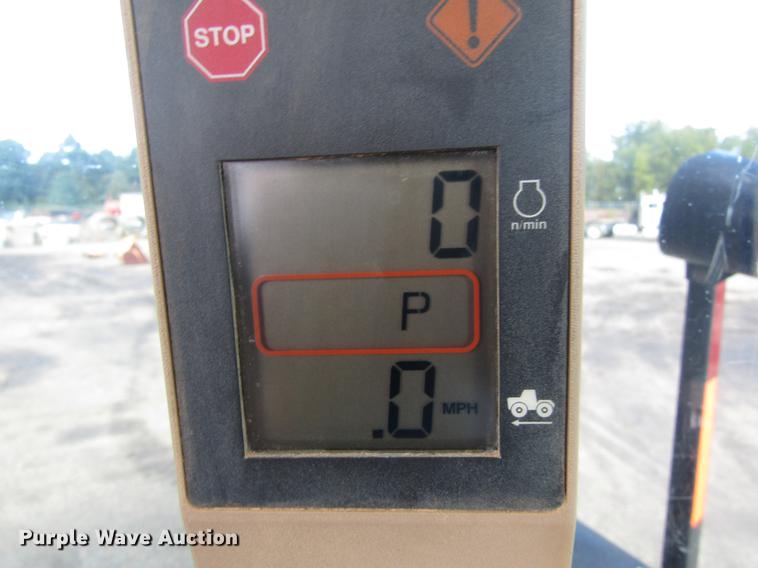 STOP
!
0
n/min
P
.0 MPH
Purple Wave Auction